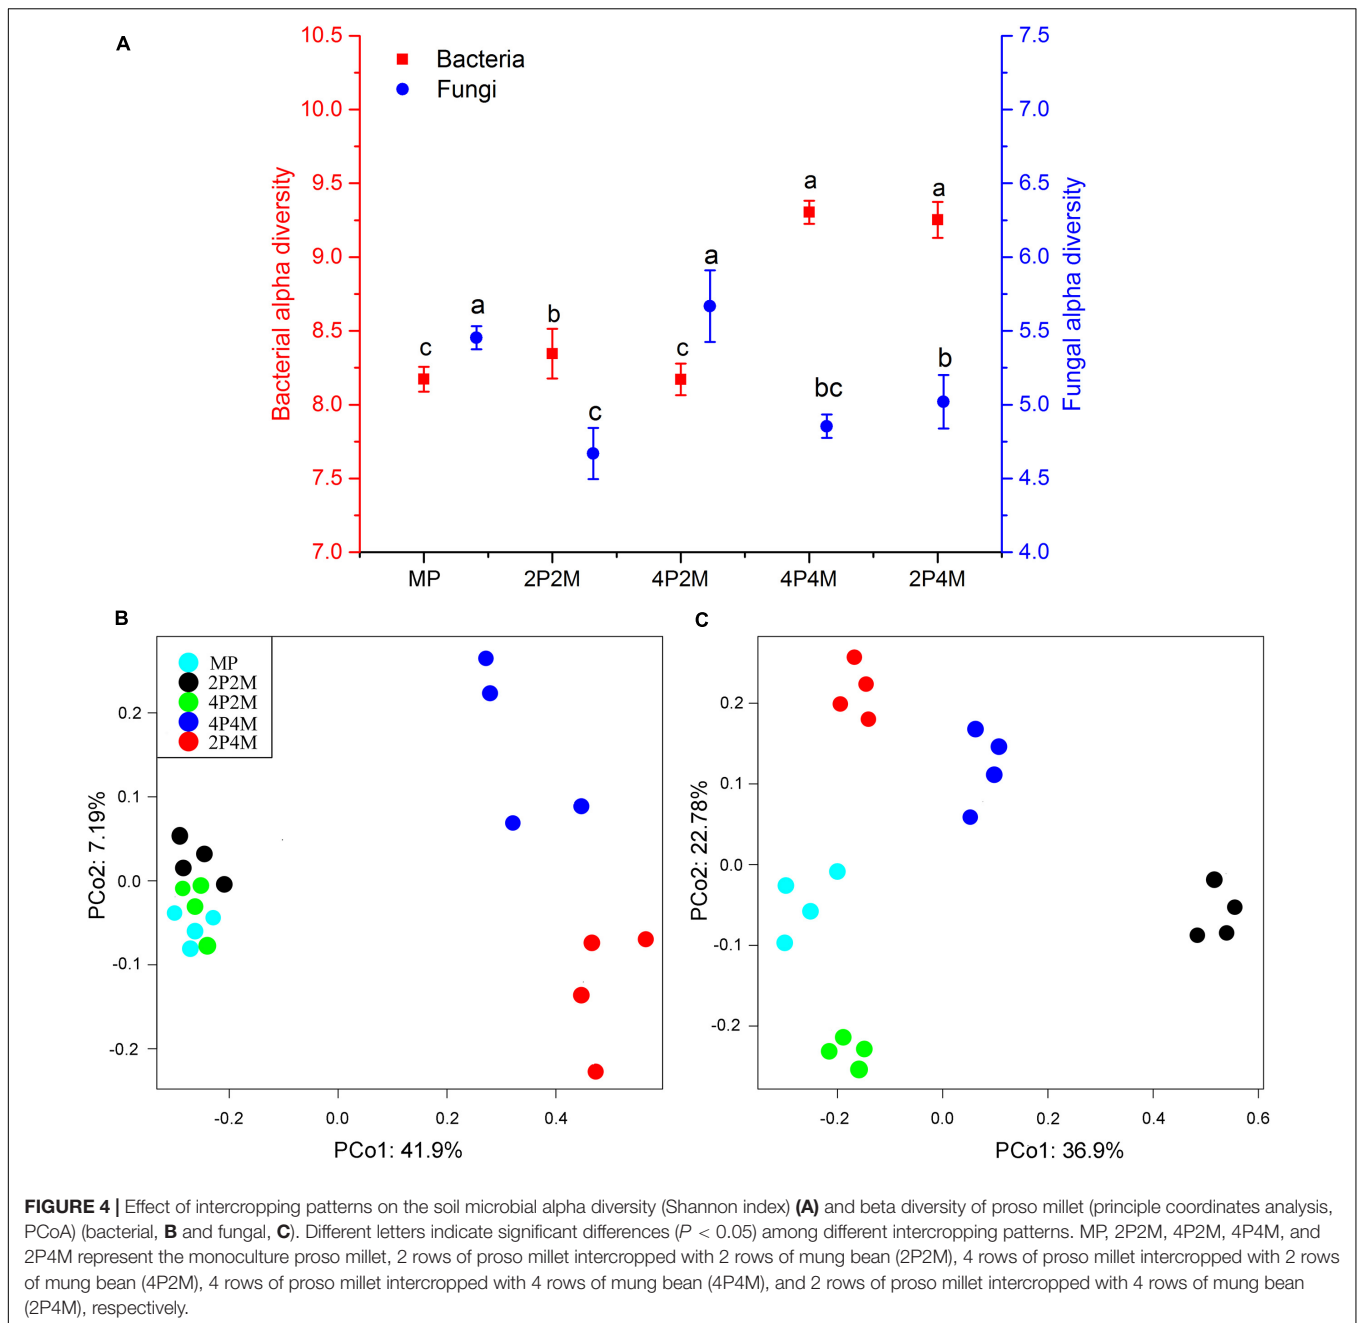 A
10.5
10.0
9.5
9.0
8.5
8.0
7.5
7.0
Bacterial alpha diversity
Bacteria
Fungi
c
a
b
c
c
a
a
bc
a
b
7.5
7.0
6.5
6.0
5.5
5.0
4.5
4.0
Fungal alpha diversity
MP 2P2M 4P2M 4P4M 2P4M
B
MP
2P2M
4P2M
4P4M
2P4M
0.2
0.1
0.0
-0.1
-0.2
PCo2: 7.19%
-0.2 0.0 0.2 0.4
PCo1: 41.9%
C
0.2
0.1
0.0
-0.1
-0.2
PCo2: 22.78%
-0.2 0.0 0.2 0.4 0.6
PCo1: 36.9%
FIGURE 4 | Effect of intercropping patterns on the soil microbial alpha diversity (Shannon index) (A) and beta diversity of proso millet (principle coordinates analysis,
PCoA) (bacterial, B and fungal, C). Different letters indicate significant differences (P < 0.05) among different intercropping patterns. MP, 2P2M, 4P2M, 4P4M, and
2P4M represent the monoculture proso millet, 2 rows of proso millet intercropped with 2 rows of mung bean (2P2M), 4 rows of proso millet intercropped with 2 rows
of mung bean (4P2M), 4 rows of proso millet intercropped with 4 rows of mung bean (4P4M), and 2 rows of proso millet intercropped with 4 rows of mung bean
(2P4M), respectively.